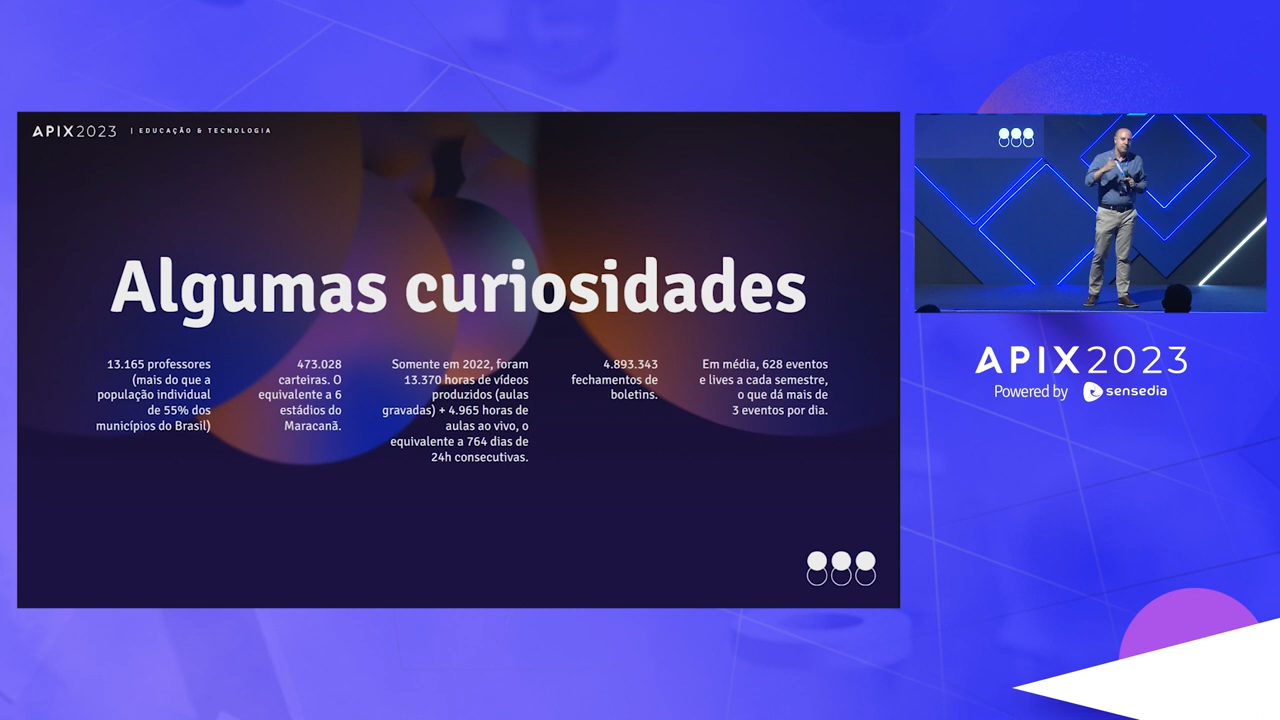 APIX2023 | EDUCAÇÃO & TECNOLOGIA
Algumas curiosidades
13.165 professores
(mais do que a
população individual
de 55% dos
municípios do Brasil)
473.028
carteiras. O
equivalente a 6
estádios do
Maracanã.
Somente em 2022, foram
13.370 horas de vídeos
produzidos (aulas
gravadas) + 4.965 horas de
aulas ao vivo, o
equivalente a 764 dias de
24h consecutivas.
4.893.343
fechamentos de
boletins.
Em média, 628 eventos
e lives a cada semestre,
o que dá mais de
3 eventos por dia.
APIX2023
Powered by sensedia